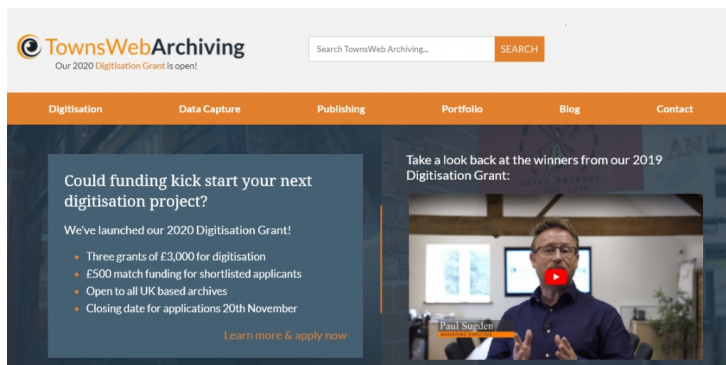 TownsWebArchiving
Our 2020 Digitisation Grant is open!
Search TownsWeb Archiving...
SEARCH
Digitisation
Data Capture
Publishing
Portfolio
Blog
Contact
Could funding kick start your next
digitisation project?
We've launched our 2020 Digitisation Grant!
Three grants of £3,000 for digitisation
£500 match funding for shortlisted applicants
Open to all UK based archives
Closing date for applications 20th November
Learn more & apply now
Take a look back at the winners from our 2019
Digitisation Grant:
Paul Sugden
MANAGING DIRECTOR